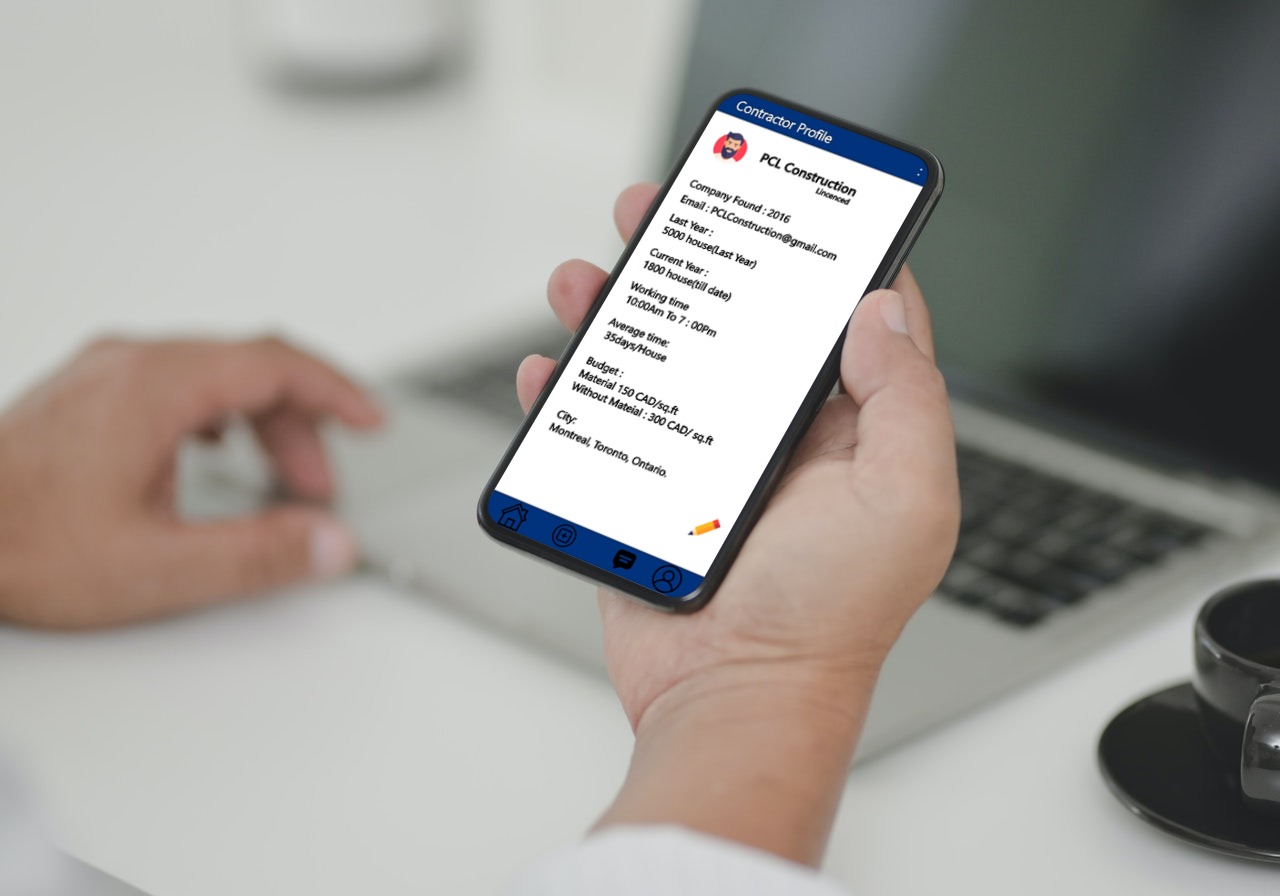 Contractor Profile
PCL Construction
Lincenced
Company Found : 2016
Email : PCLConstruction@gmail.com
Last Year :
5000 house(Last Year)
Current Year :
1800 house(till date)
Working time
10:00Am To 7 : 00Pm
Average time:
35days/House
Budget :
Material 150 CAD/sq.ft
Without Mateial : 300 CAD/ sq.ft
City:
Montreal, Toronto, Ontario.